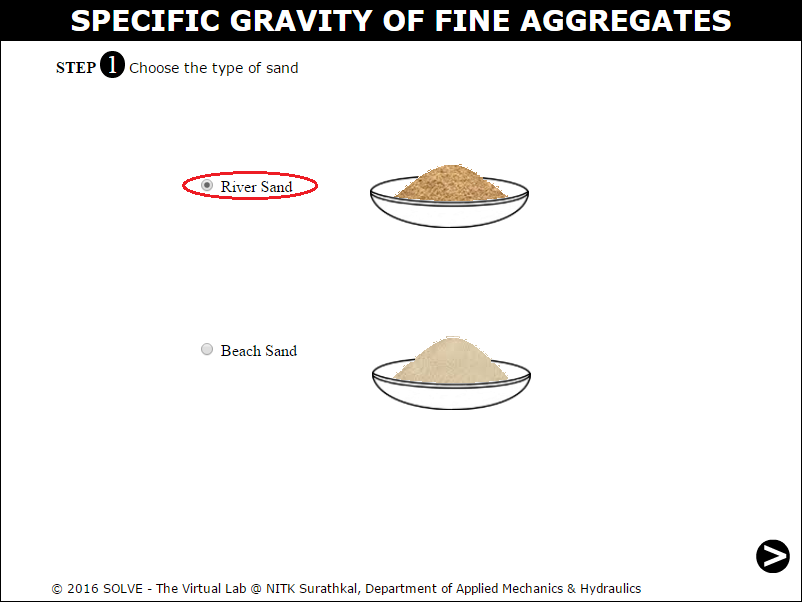 SPECIFIC GRAVITY OF FINE AGGREGATES
STEP 1 Choose the type of sand
River Sand
Beach Sand
>
© 2016 SOLVE - The Virtual Lab @ NITK Surathkal, Department of Applied Mechanics & Hydraulics